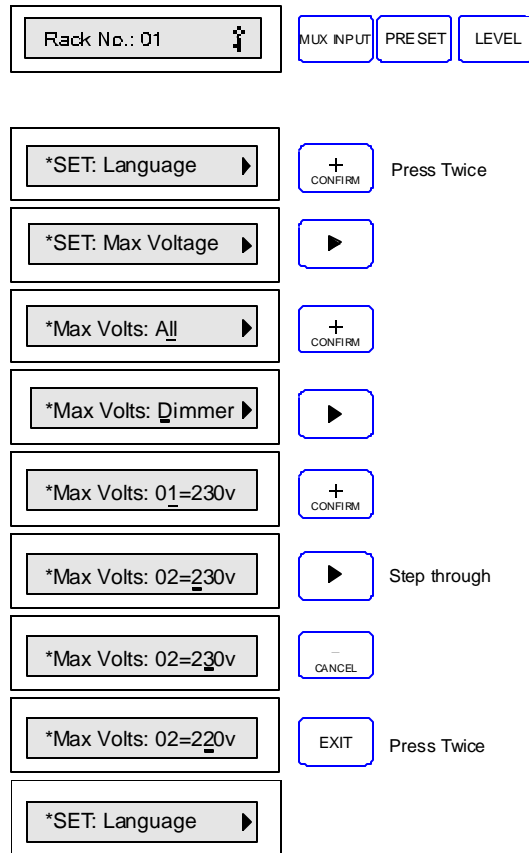 Rack No.: 01 MUX INPUT PRESET LEVEL
*SET: Language + CONFIRM Press Twice
*SET: Max Voltage
*Max Volts: All + CONFIRM
*Max Volts: Dimmer
*Max Volts: 01=230v + CONFIRM
*Max Volts: 02=230v Step through
*Max Volts: 02=230v – CANCEL
*Max Volts: 02=220v EXIT Press Twice
*SET: Language